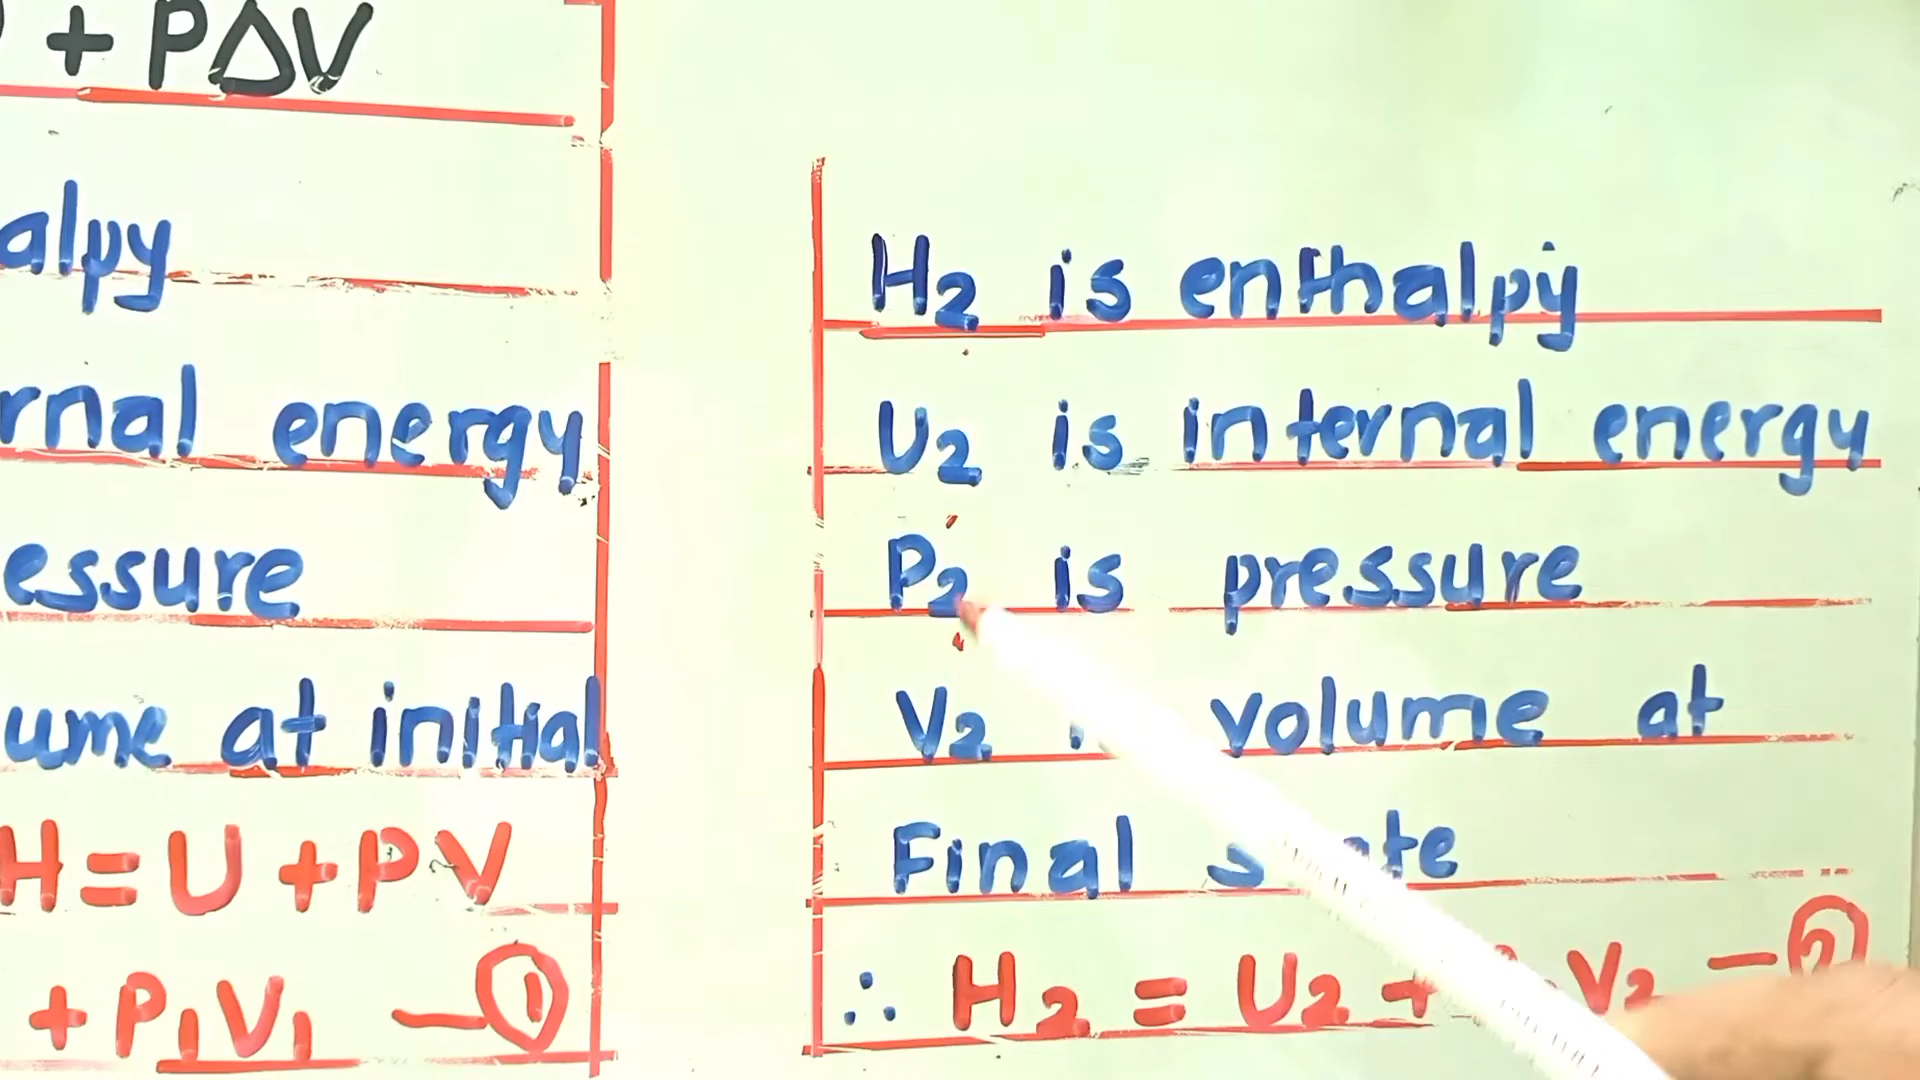 + PΔV
alpy
rnal energy
essure
ume at initial
H = U + PV
+ P₁V₁ — ①
H₂ is enthalpy
U₂ is internal energy
P₂ is pressure
V₂ volume at
Final
∴ H₂ = U₂ + V₂ — ②